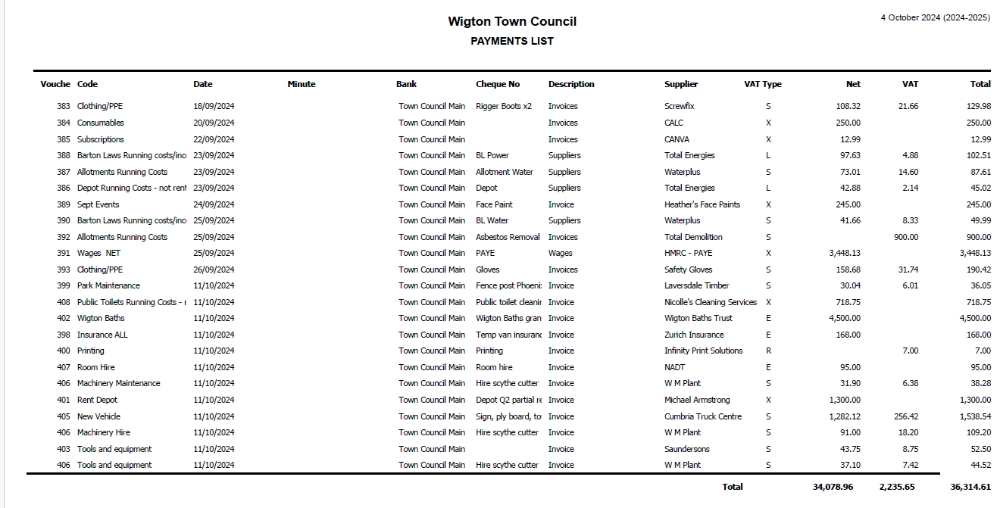 4 October 2024 (2024-2025)
Wigton Town Council
PAYMENTS LIST
Vouche Code Date Minute Bank Cheque No Description Supplier VAT Type Net VAT Total
383 Clothing/PPE 18/09/2024 Town Council Main Rigger Boots x2 Invoices Screwfix S 108.32 21.66 129.98
384 Consumables 20/09/2024 Town Council Main Invoices CALC X 250.00 250.00
385 Subscriptions 22/09/2024 Town Council Main Invoices CANVA X 12.99 12.99
388 Barton Laws Running costs/inc 23/09/2024 Town Council Main BL Power Suppliers Total Energies L 97.63 4.88 102.51
387 Allotments Running Costs 23/09/2024 Town Council Main Allotment Water Suppliers Waterplus S 73.01 14.60 87.61
386 Depot Running Costs - not rent 23/09/2024 Town Council Main Depot Suppliers Total Energies L 42.88 2.14 45.02
389 Sept Events 24/09/2024 Town Council Main Face Paint Invoice Heather's Face Paints X 245.00 245.00
390 Barton Laws Running costs/inc 25/09/2024 Town Council Main BL Water Suppliers Waterplus S 41.66 8.33 49.99
392 Allotments Running Costs 25/09/2024 Town Council Main Asbestos Removal Invoices Total Demolition S 900.00 900.00
391 Wages NET 25/09/2024 Town Council Main PAYE Wages HMRC - PAYE X 3,448.13 3,448.13
393 Clothing/PPE 26/09/2024 Town Council Main Gloves Invoices Safety Gloves S 158.68 31.74 190.42
399 Park Maintenance 11/10/2024 Town Council Main Fence post Phoeni Invoice Laversdale Timber S 30.04 6.01 36.05
408 Public Toilets Running Costs - r 11/10/2024 Town Council Main Public toilet cleanin Invoice Nicolle's Cleaning Services X 718.75 718.75
402 Wigton Baths 11/10/2024 Town Council Main Wigton Baths gran Invoice Wigton Baths Trust E 4,500.00 4,500.00
398 Insurance ALL 11/10/2024 Town Council Main Temp van insuranc Invoice Zurich Insurance E 168.00 168.00
400 Printing 11/10/2024 Town Council Main Printing Invoice Infinity Print Solutions R 7.00 7.00
407 Room Hire 11/10/2024 Town Council Main Room hire Invoice NADT E 95.00 95.00
406 Machinery Maintenance 11/10/2024 Town Council Main Hire scythe cutter Invoice W M Plant S 31.90 6.38 38.28
401 Rent Depot 11/10/2024 Town Council Main Depot Q2 partial re Invoice Michael Armstrong X 1,300.00 1,300.00
405 New Vehicle 11/10/2024 Town Council Main Sign, ply board, to Invoice Cumbria Truck Centre S 1,282.12 256.42 1,538.54
406 Machinery Hire 11/10/2024 Town Council Main Hire scythe cutter Invoice W M Plant S 91.00 18.20 109.20
403 Tools and equipment 11/10/2024 Town Council Main Invoice Saundersons S 43.75 8.75 52.50
406 Tools and equipment 11/10/2024 Town Council Main Hire scythe cutter Invoice W M Plant S 37.10 7.42 44.52
Total 34,078.96 2,235.65 36,314.61